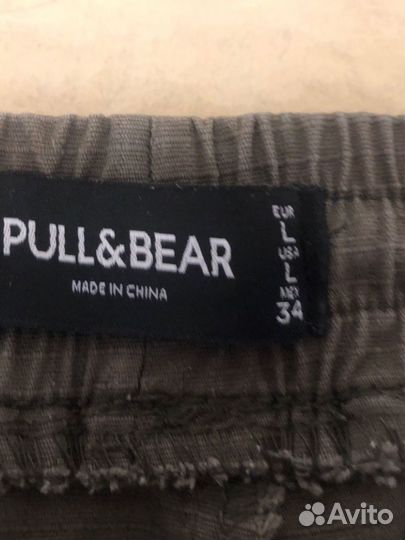 PULL&BEAR
MADE IN CHINA
EUR
L
USA
L
MEX
34
Avito